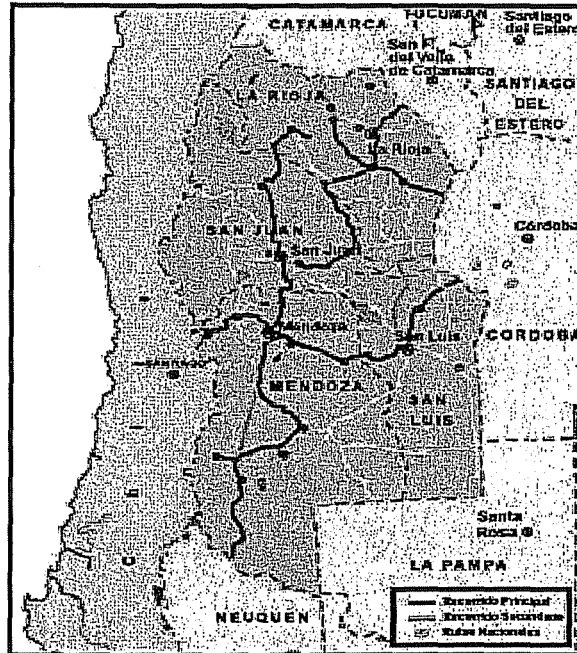 CATAMARCA
TUCUMAN
Santiago
del Estero
San F.
del Valle
de Catamarca
SANTIAGO
DEL
ESTERO
LA RIOJA
La Rioja
SAN JUAN
San Juan
Córdoba
Mendoza
San Luis
CORDOBA
SANTIAGO
MENDOZA
SAN
LUIS
Santa
Rosa
LA PAMPA
NEUQUEN
Recorrido Principal
Recorrido Secundario
Rutas Nacionales